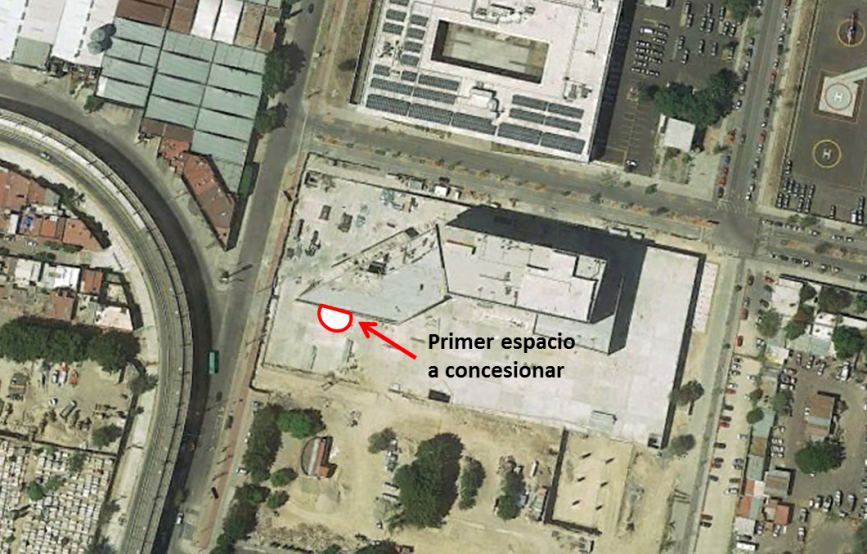 Primer espacio
a concesionar
H
H